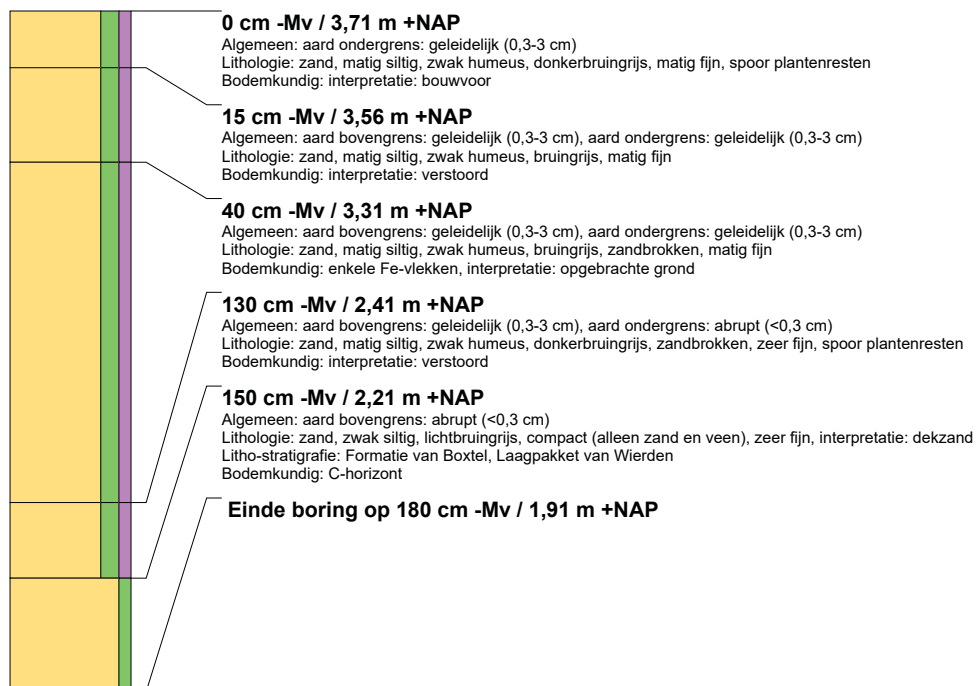 0 cm -Mv / 3,71 m +NAP
Algemeen: aard ondergrens: geleidelijk (0,3-3 cm)
Lithologie: zand, matig siltig, zwak humeus, donkerbruingrijs, matig fijn, spoor plantenresten
Bodemkundig: interpretatie: bouwvoor
15 cm -Mv / 3,56 m +NAP
Algemeen: aard bovengrens: geleidelijk (0,3-3 cm), aard ondergrens: geleidelijk (0,3-3 cm)
Lithologie: zand, matig siltig, zwak humeus, bruingrijs, matig fijn
Bodemkundig: interpretatie: verstoord
40 cm -Mv / 3,31 m +NAP
Algemeen: aard bovengrens: geleidelijk (0,3-3 cm), aard ondergrens: geleidelijk (0,3-3 cm)
Lithologie: zand, matig siltig, zwak humeus, bruingrijs, zandbrokken, matig fijn
Bodemkundig: enkele Fe-vlekken, interpretatie: opgebrachte grond
130 cm -Mv / 2,41 m +NAP
Algemeen: aard bovengrens: geleidelijk (0,3-3 cm), aard ondergrens: abrupt (<0,3 cm)
Lithologie: zand, matig siltig, zwak humeus, donkerbruingrijs, zandbrokken, zeer fijn, spoor plantenresten
Bodemkundig: interpretatie: verstoord
150 cm -Mv / 2,21 m +NAP
Algemeen: aard bovengrens: abrupt (<0,3 cm)
Lithologie: zand, zwak siltig, lichtbruingrijs, compact (alleen zand en veen), zeer fijn, interpretatie: dekzand
Litho-stratigrafie: Formatie van Boxtel, Laagpakket van Wierden
Bodemkundig: C-horizont
Einde boring op 180 cm -Mv / 1,91 m +NAP